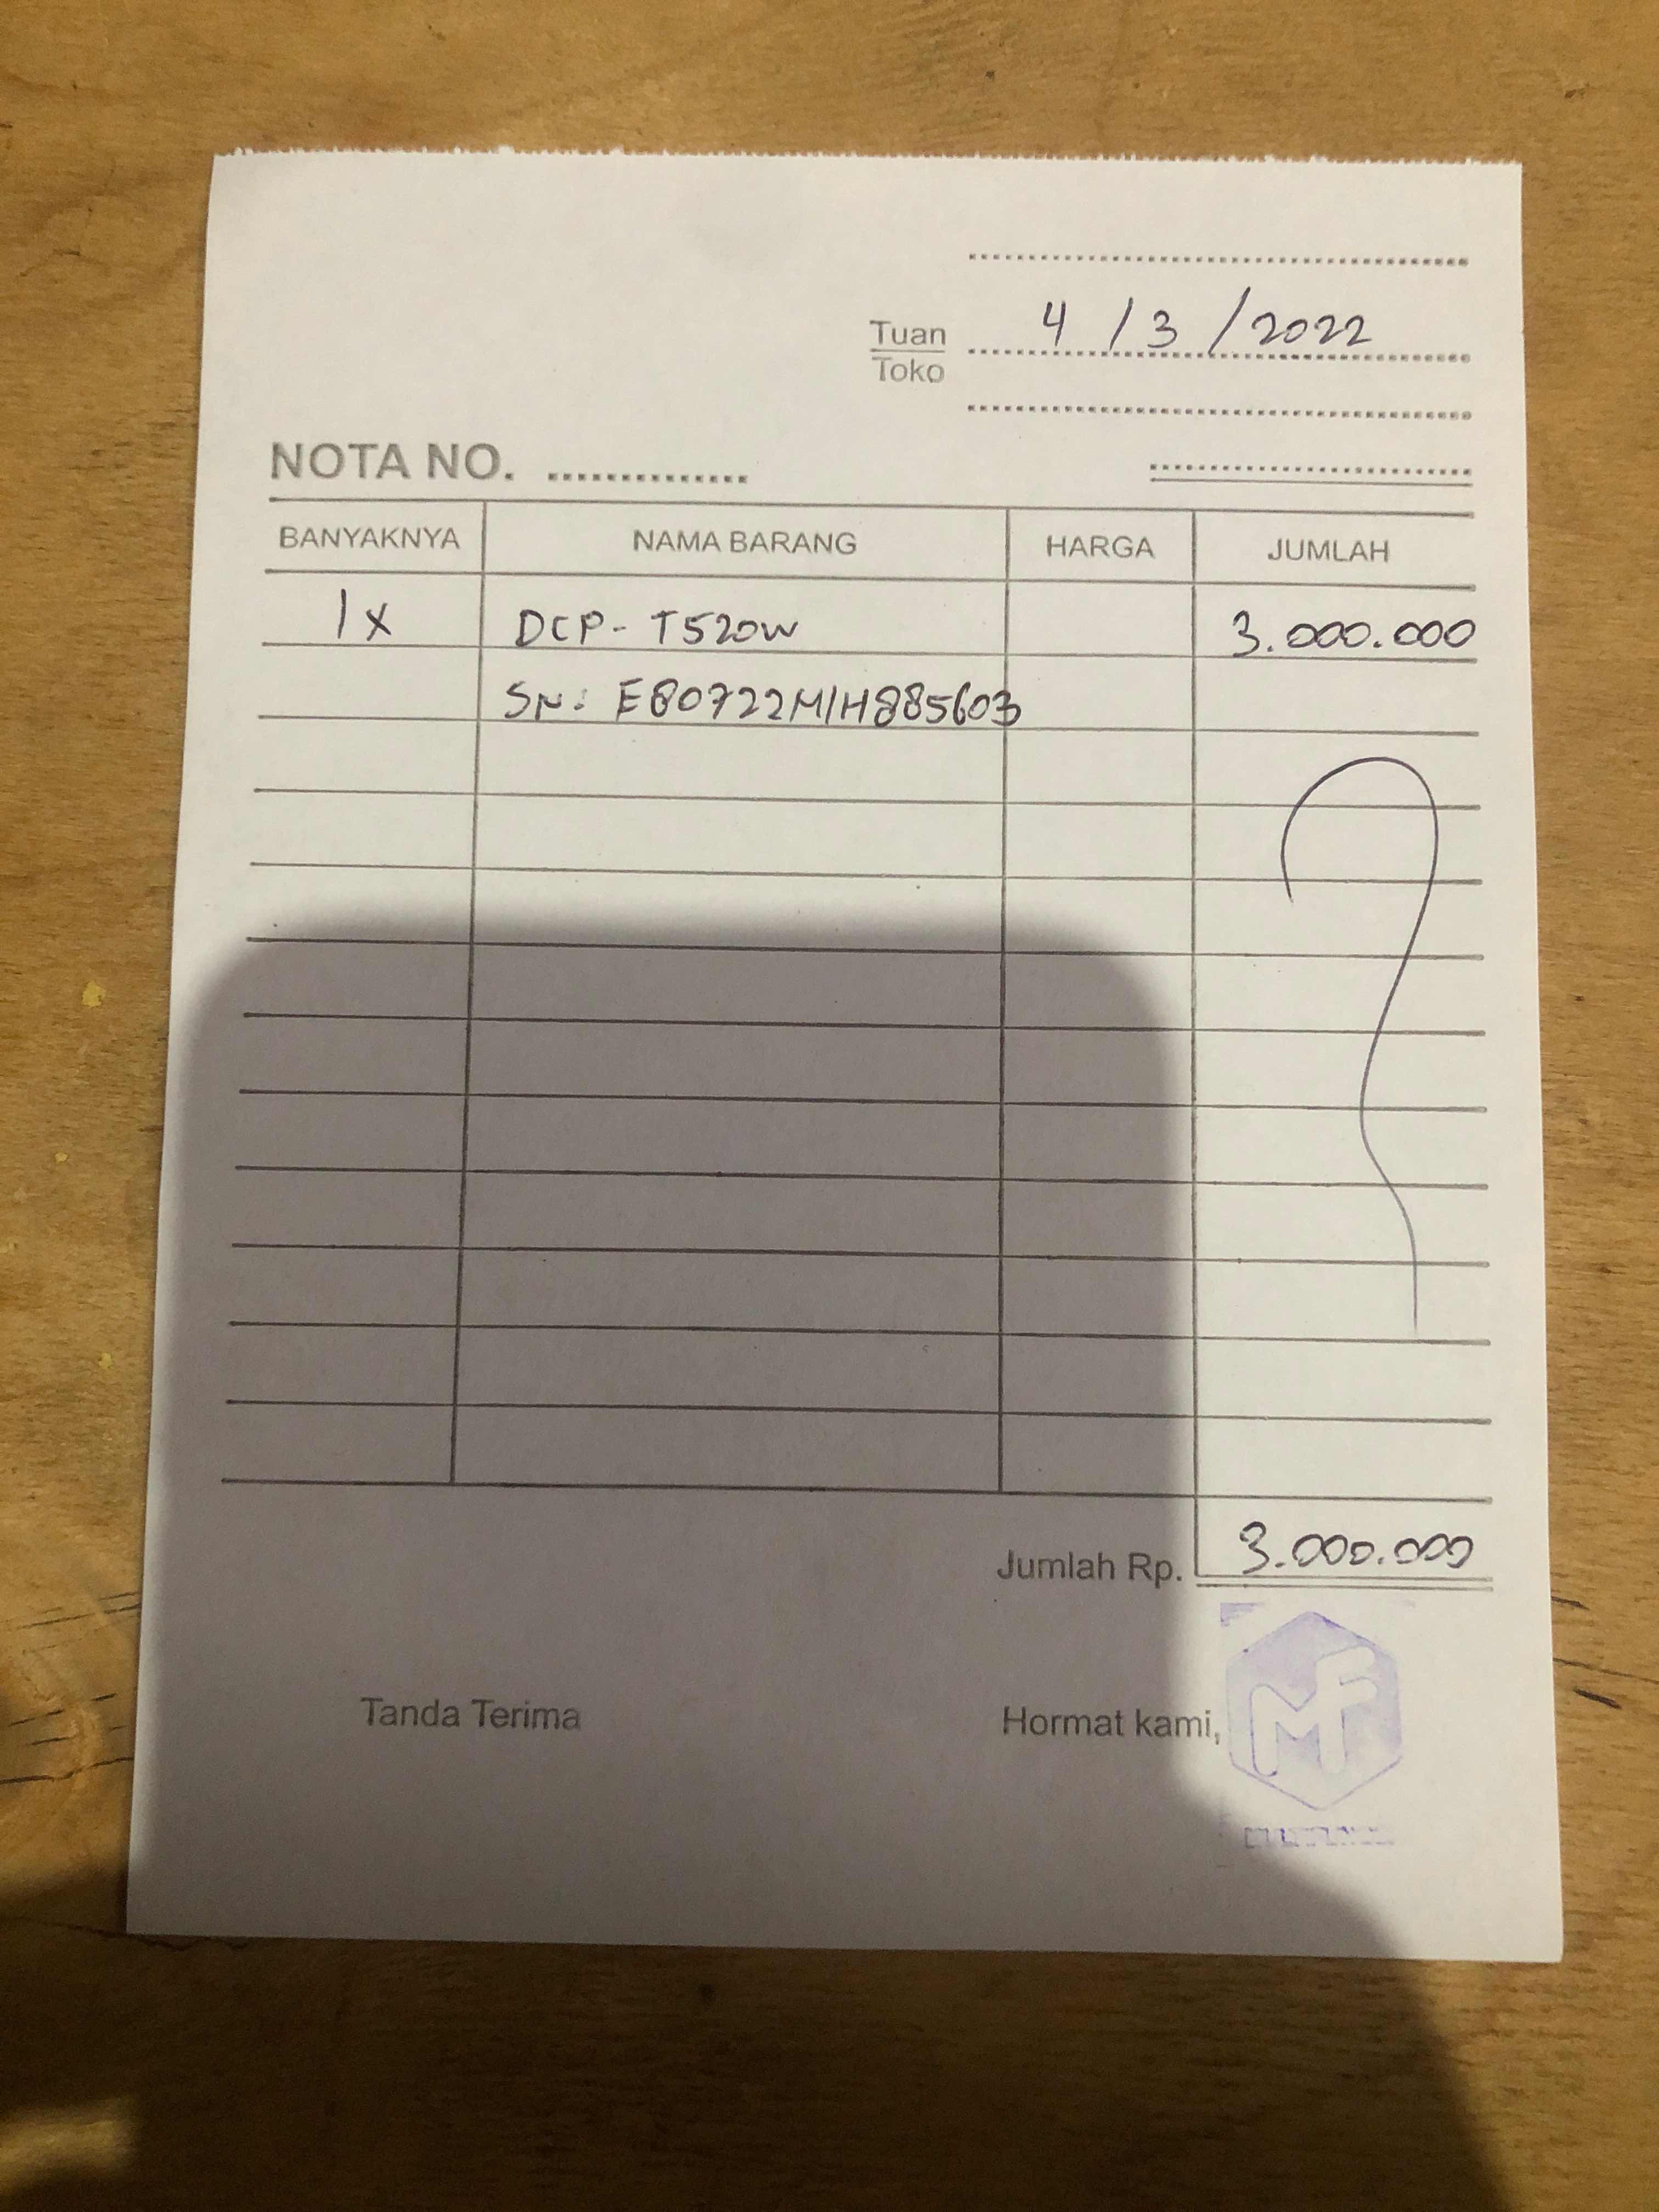 4 / 3 / 2022
Tuan
Toko
NOTA NO.
BANYAKNYA NAMA BARANG HARGA JUMLAH
1x DCP-T520W 3.000.000
SN: E80722M1H885603
Jumlah Rp. 3.000.000
Tanda Terima Hormat kami,
MF